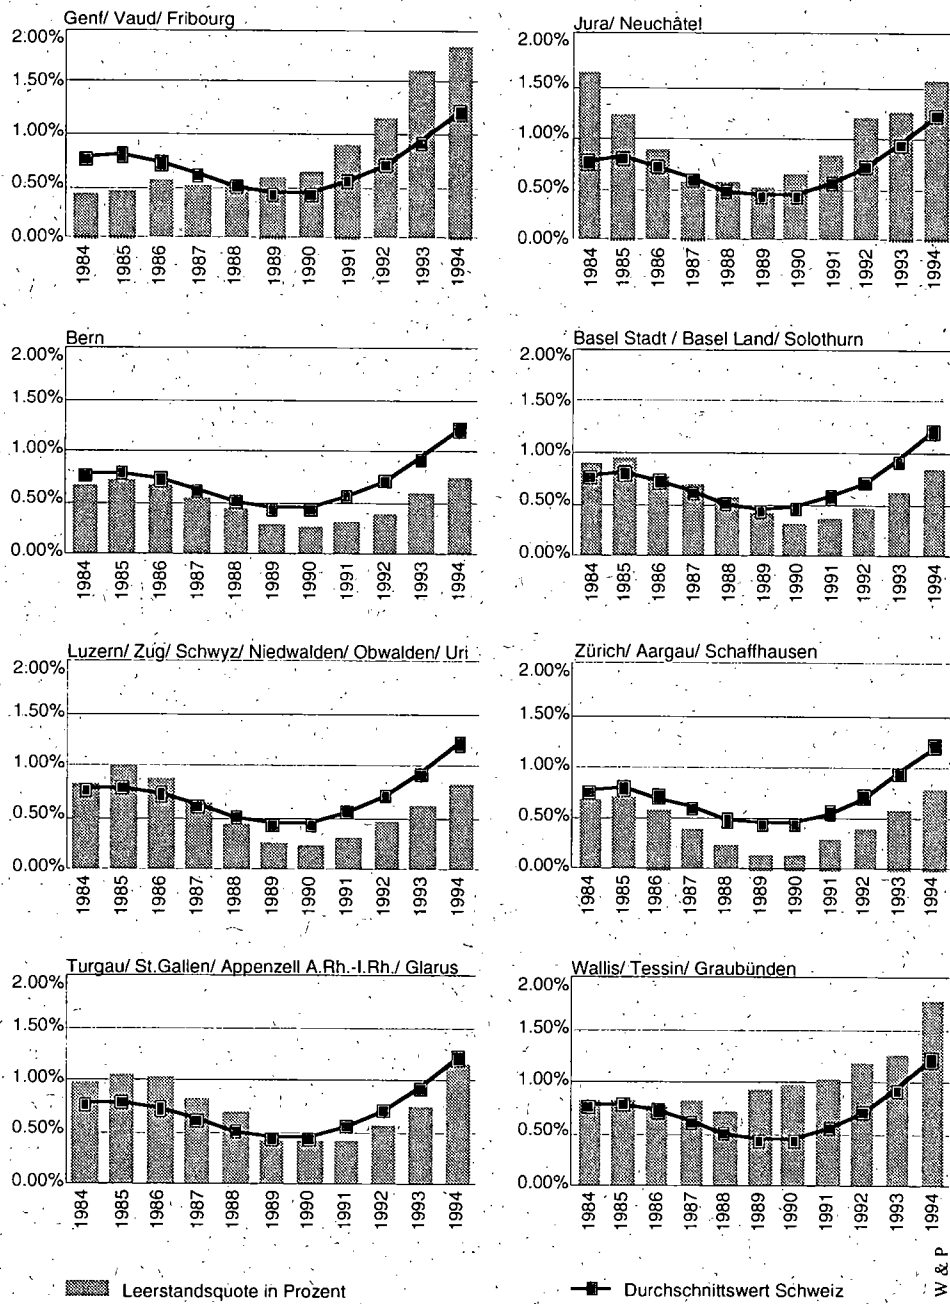 Genf/ Vaud/ Fribourg
2.00%
1.50%
1.00%
0.50%
0.00%
1984 1985 1986 1987 1988 1989 1990 1991 1992 1993 1994
Jura/ Neuchâtel
2.00%
1.50%
1.00%
0.50%
0.00%
1984 1985 1986 1987 1988 1989 1990 1991 1992 1993 1994
Bern
2.00%
1.50%
1.00%
0.50%
0.00%
1984 1985 1986 1987 1988 1989 1990 1991 1992 1993 1994
Basel Stadt / Basel Land/ Solothurn
2.00%
1.50%
1.00%
0.50%
0.00%
1984 1985 1986 1987 1988 1989 1990 1991 1992 1993 1994
Luzern/ Zug/ Schwyz/ Niedwalden/ Obwalden/ Uri
2.00%
1.50%
1.00%
0.50%
0.00%
1984 1985 1986 1987 1988 1989 1990 1991 1992 1993 1994
Zürich/ Aargau/ Schaffhausen
2.00%
1.50%
1.00%
0.50%
0.00%
1984 1985 1986 1987 1988 1989 1990 1991 1992 1993 1994
Turgau/ St.Gallen/ Appenzell A.Rh.-I.Rh./ Glarus
2.00%
1.50%
1.00%
0.50%
0.00%
1984 1985 1986 1987 1988 1989 1990 1991 1992 1993 1994
Wallis/ Tessin/ Graubünden
2.00%
1.50%
1.00%
0.50%
0.00%
1984 1985 1986 1987 1988 1989 1990 1991 1992 1993 1994
Leerstandsquote in Prozent
Durchschnittswert Schweiz
W & P